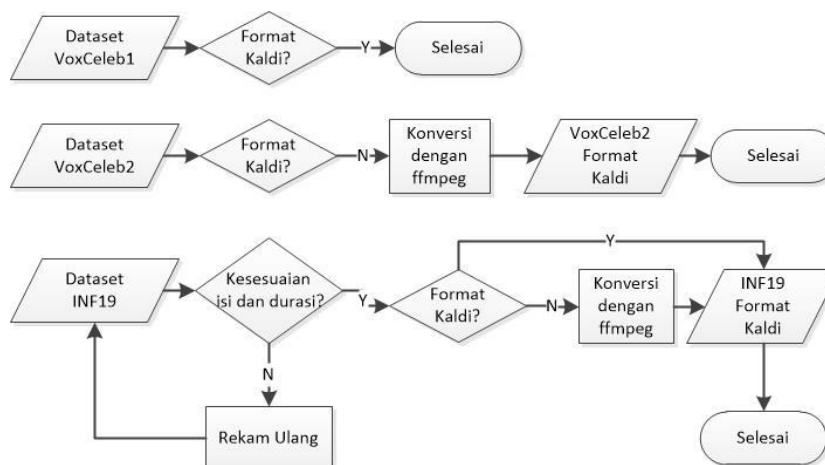 Dataset
VoxCeleb1
Format
Kaldi?
Y
Selesai
Dataset
VoxCeleb2
Format
Kaldi?
N
Konversi
dengan
ffmpeg
VoxCeleb2
Format
Kaldi
Selesai
Dataset
INF19
Kesesuaian
isi dan durasi?
Y
Format
Kaldi?
Y
N
Konversi
dengan
ffmpeg
INF19
Format
Kaldi
N
Rekam Ulang
Selesai